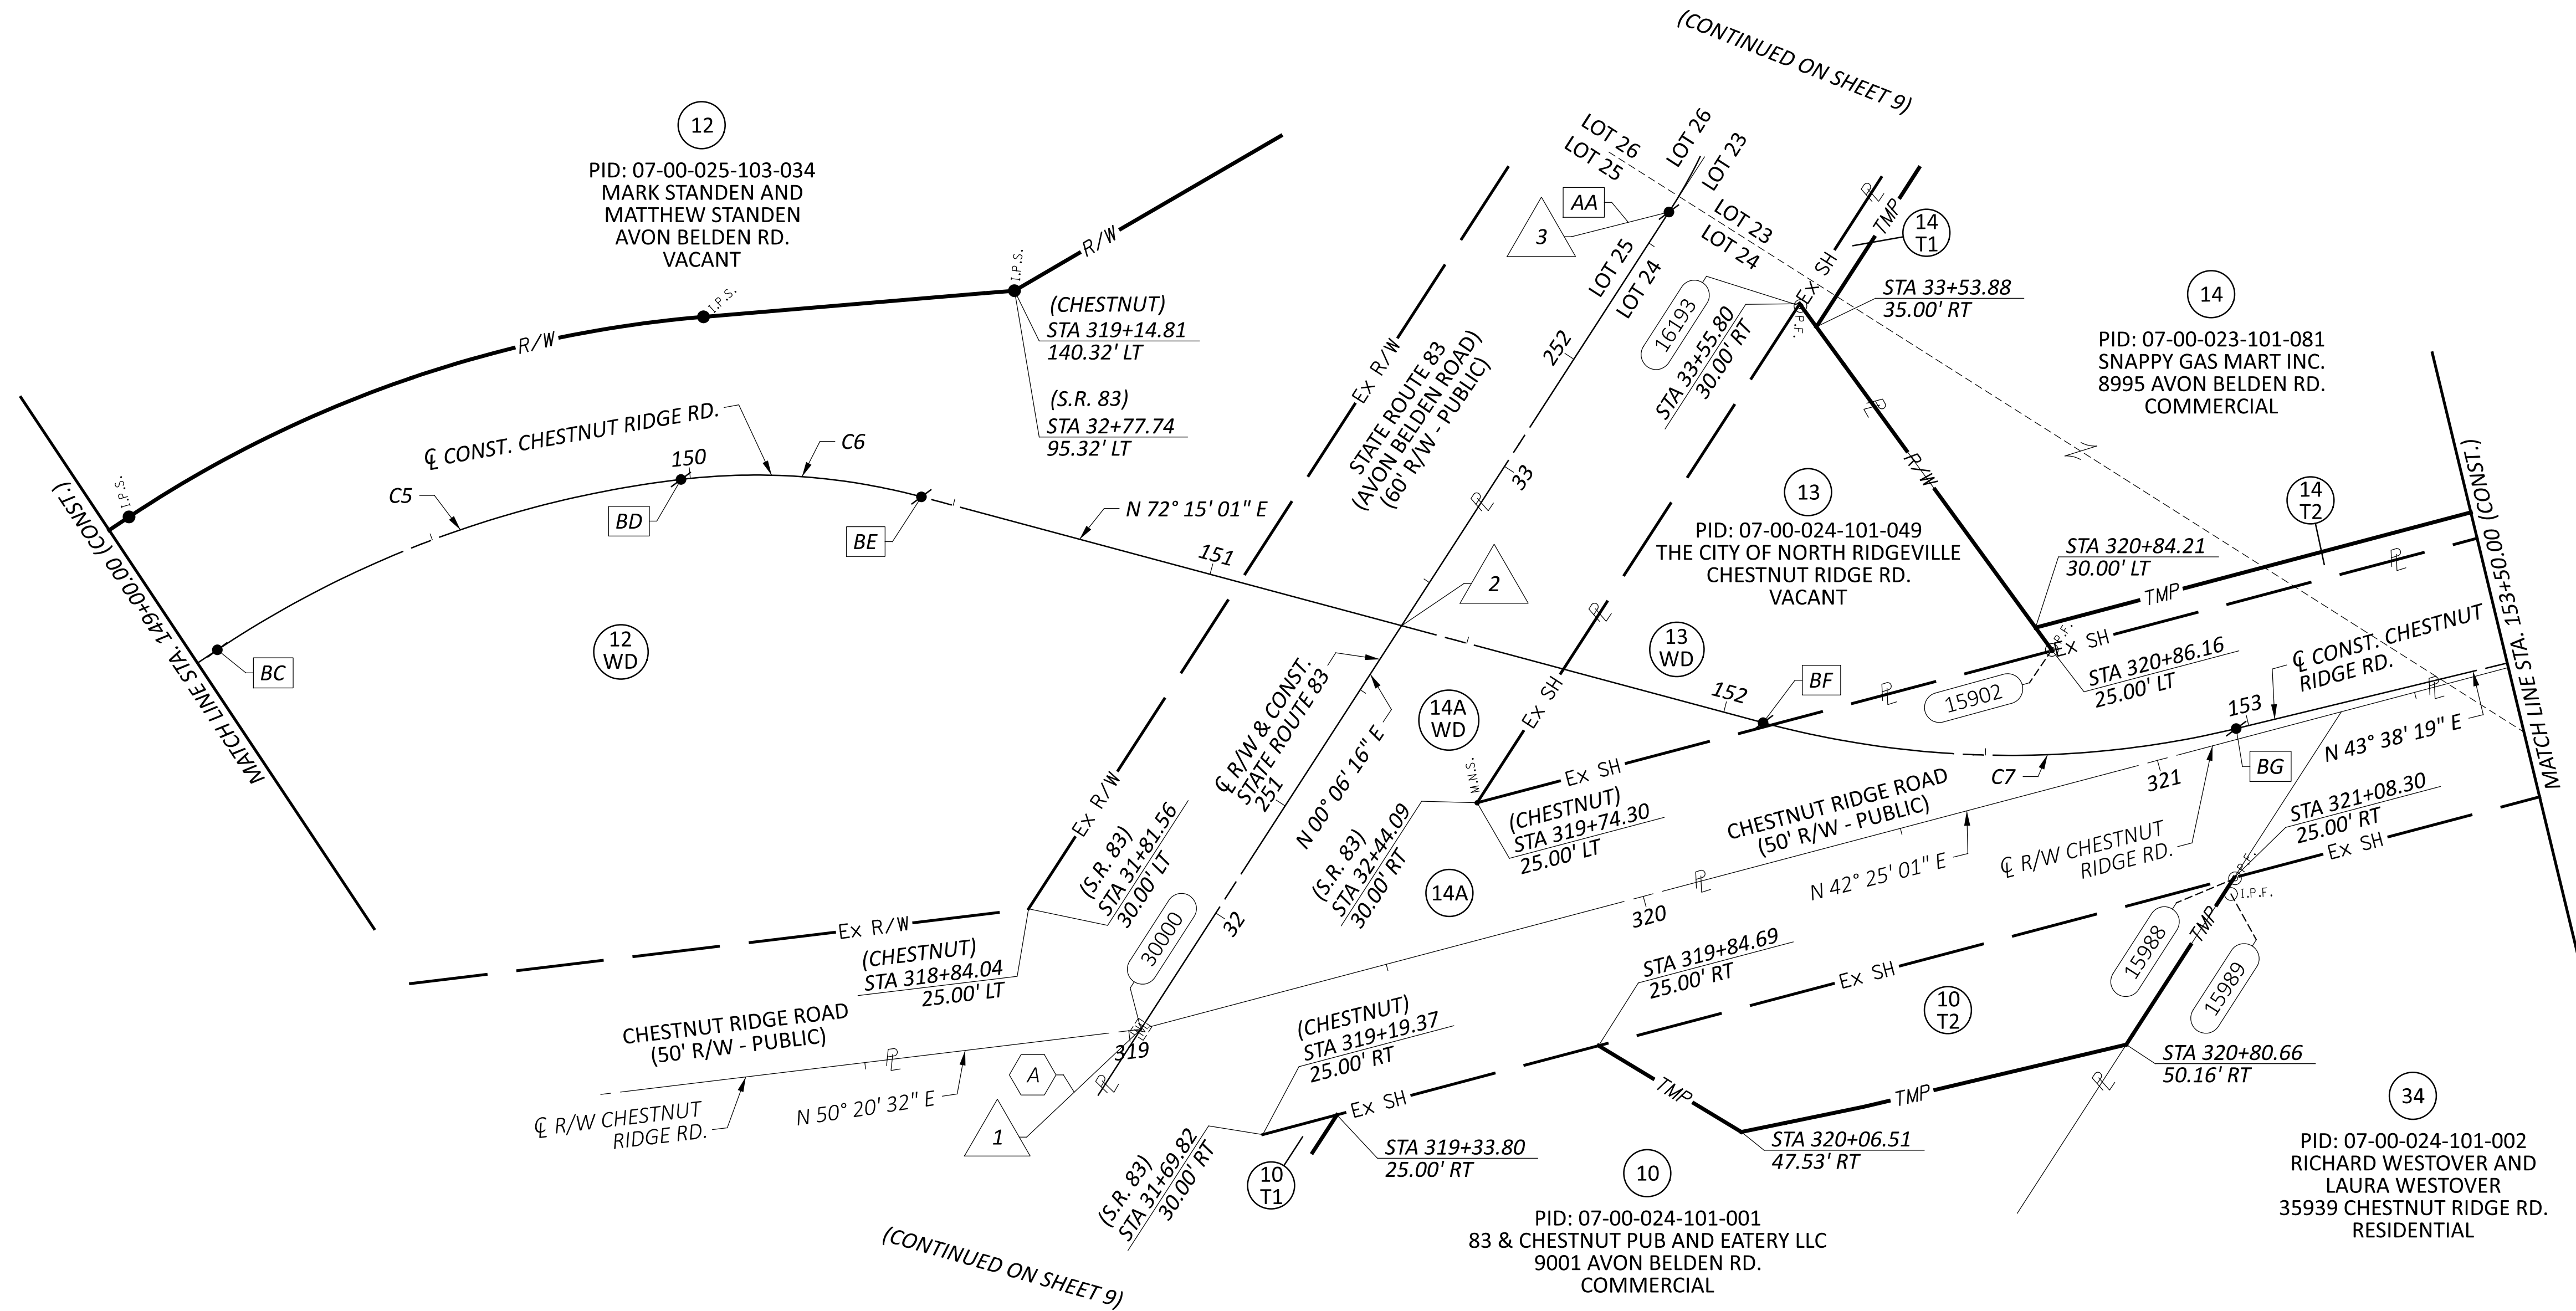 (CONTINUED ON SHEET 9)
12
PID: 07-00-025-103-034
MARK STANDEN AND
MATTHEW STANDEN
AVON BELDEN RD.
VACANT
R/W
I.P.S.
I.P.S.
R/W
I.P.S.
(CHESTNUT)
STA 319+14.81
140.32' LT
(S.R. 83)
STA 32+77.74
95.32' LT
℄ CONST. CHESTNUT RIDGE RD.
C5
C6
150
BD
BE
BC
MATCH LINE STA. 149+00.00 (CONST.)
12
WD
N 72° 15' 01" E
151
Ex R/W
STATE ROUTE 83
(AVON BELDEN ROAD)
(60' R/W - PUBLIC)
LOT 26
LOT 25
LOT 26
LOT 23
AA
3
LOT 23
LOT 24
LOT 25
LOT 24
252
33
PL
16193
STA 33+55.80
30.00' RT
I.P.F.
Ex SH
PL
TMP
14
T1
STA 33+53.88
35.00' RT
14
PID: 07-00-023-101-081
SNAPPY GAS MART INC.
8995 AVON BELDEN RD.
COMMERCIAL
PL
R/W
Z
13
PID: 07-00-024-101-049
THE CITY OF NORTH RIDGEVILLE
CHESTNUT RIDGE RD.
VACANT
14
T2
STA 320+84.21
30.00' LT
TMP
PL
MATCH LINE STA. 153+50.00 (CONST.)
2
PL
13
WD
I.P.F.
Ex SH
STA 320+86.16
25.00' LT
15902
℄ CONST. CHESTNUT
RIDGE RD.
PL
BF
152
153
PL
BG
N 43° 38' 19" E
C7
℄ R/W & CONST.
STATE ROUTE 83
251
N 00° 06' 16" E
14A
WD
Ex SH
M.N.S.
Ex SH
(CHESTNUT)
STA 319+74.30
25.00' LT
(S.R. 83)
STA 32+44.09
30.00' RT
CHESTNUT RIDGE ROAD
(50' R/W - PUBLIC)
321
STA 321+08.30
25.00' RT
Ex SH
Ex R/W
(S.R. 83)
STA 31+81.56
30.00' LT
14A
PL
320
N 42° 25' 01" E
℄ R/W CHESTNUT
RIDGE RD.
I.P.F.
I.P.F.
Ex R/W
(CHESTNUT)
STA 318+84.04
25.00' LT
30000
32
STA 319+84.69
25.00' RT
Ex SH
TMP
15988
15989
CHESTNUT RIDGE ROAD
(50' R/W - PUBLIC)
PL
319
(CHESTNUT)
STA 319+19.37
25.00' RT
10
T2
A
PL
1
N 50° 20' 32" E
℄ R/W CHESTNUT
RIDGE RD.
Ex SH
TMP
TMP
STA 320+80.66
50.16' RT
PL
(S.R. 83)
STA 31+69.82
30.00' RT
10
T1
STA 319+33.80
25.00' RT
STA 320+06.51
47.53' RT
10
PID: 07-00-024-101-001
83 & CHESTNUT PUB AND EATERY LLC
9001 AVON BELDEN RD.
COMMERCIAL
34
PID: 07-00-024-101-002
RICHARD WESTOVER AND
LAURA WESTOVER
35939 CHESTNUT RIDGE RD.
RESIDENTIAL
(CONTINUED ON SHEET 9)